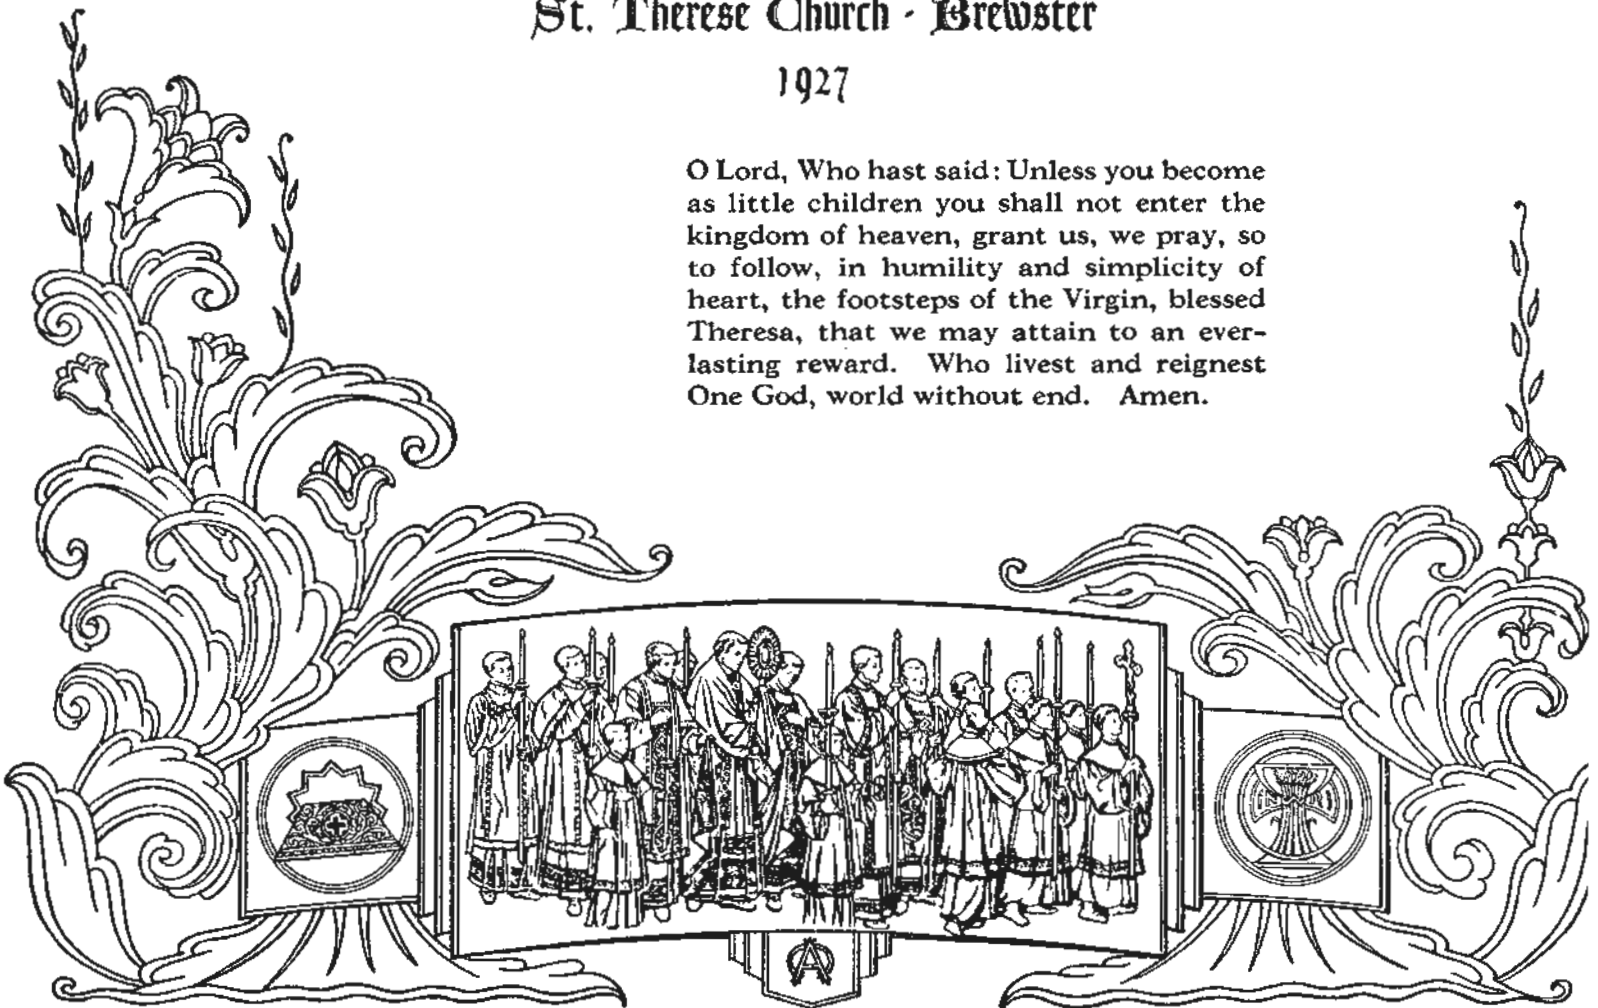 St. Therese Church - Brewster
1927
O Lord, Who hast said: Unless you become
as little children you shall not enter the
kingdom of heaven, grant us, we pray, so
to follow, in humility and simplicity of
heart, the footsteps of the Virgin, blessed
Theresa, that we may attain to an ever-
lasting reward. Who livest and reignest
One God, world without end. Amen.